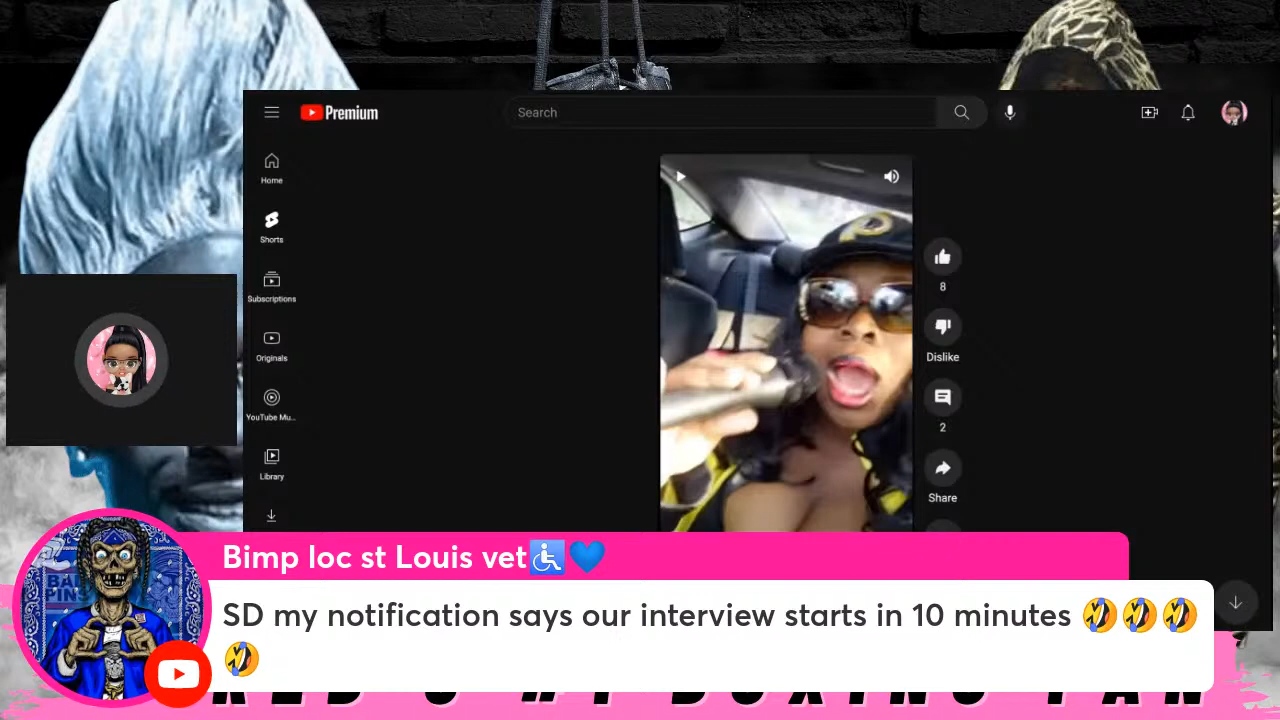 Premium
Search
Home
Shorts
Subscriptions
Originals
YouTube Mu...
Library
8
Dislike
2
Share
Bimp loc st Louis vet♿💙
SD my notification says our interview starts in 10 minutes 🤣🤣🤣
🤣